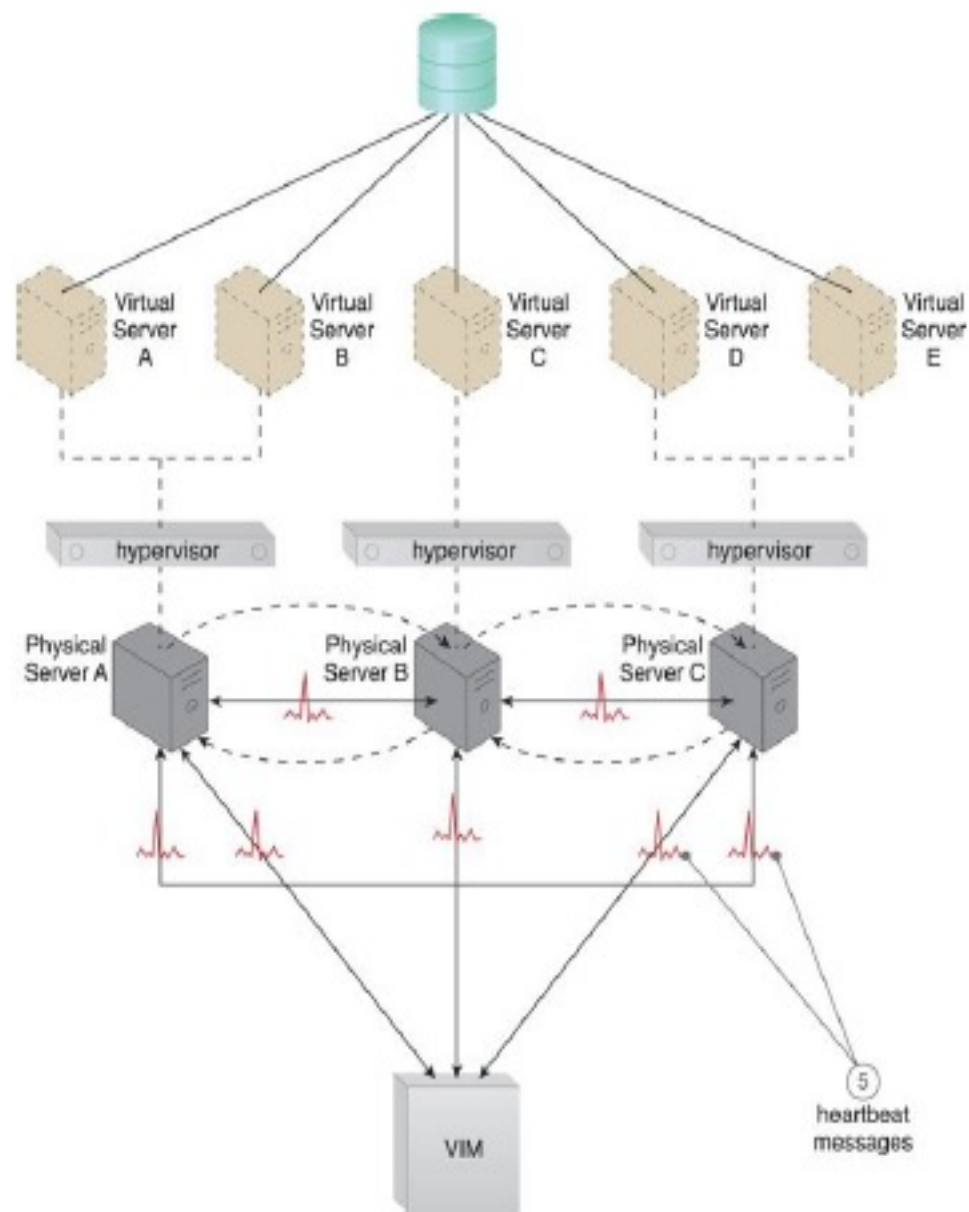 Virtual
Server
A
Virtual
Server
B
Virtual
Server
C
Virtual
Server
D
Virtual
Server
E
hypervisor
hypervisor
hypervisor
Physical
Server A
Physical
Server B
Physical
Server C
5
heartbeat
messages
VIM